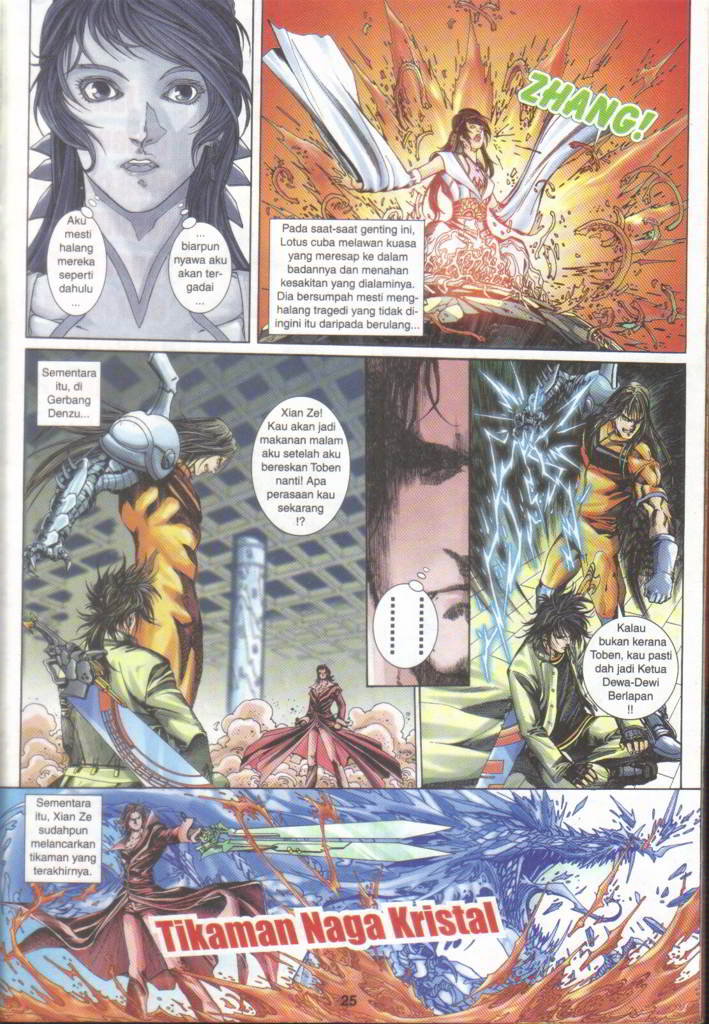 Aku
mesti
halang
mereka
seperti
dahulu
...
...
biarpun
nyawa aku
akan ter-
gadai
...
ZHANG!
Pada saat-saat genting ini,
Lotus cuba melawan kuasa
yang meresap ke dalam
badannya dan menahan
kesakitan yang dialaminya.
Dia bersumpah mesti meng-
halang tragedi yang tidak di-
ingini itu daripada berulang...
Sementara
itu, di
Gerbang
Denzu...
Xian Ze!
Kau akan jadi
makanan malam
aku setelah aku
bereskan Toben
nanti! Apa
perasaan kau
sekarang
!?
Kalau
bukan kerana
Toben, kau pasti
dah jadi Ketua
Dewa-Dewi
Berlapan
!!
Sementara
itu, Xian Ze
sudahpun
melancarkan
tikaman yang
terakhirnya.
Tikaman Naga Kristal
25